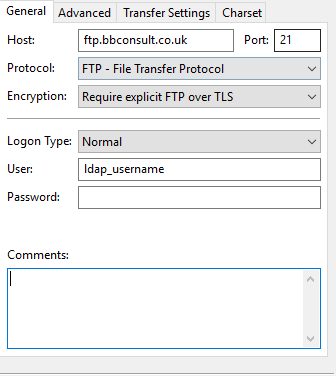 General Advanced Transfer Settings Charset
Host: ftp.bbconsult.co.uk Port: 21
Protocol: FTP - File Transfer Protocol
Encryption: Require explicit FTP over TLS
Logon Type: Normal
User: ldap_username
Password:
Comments: